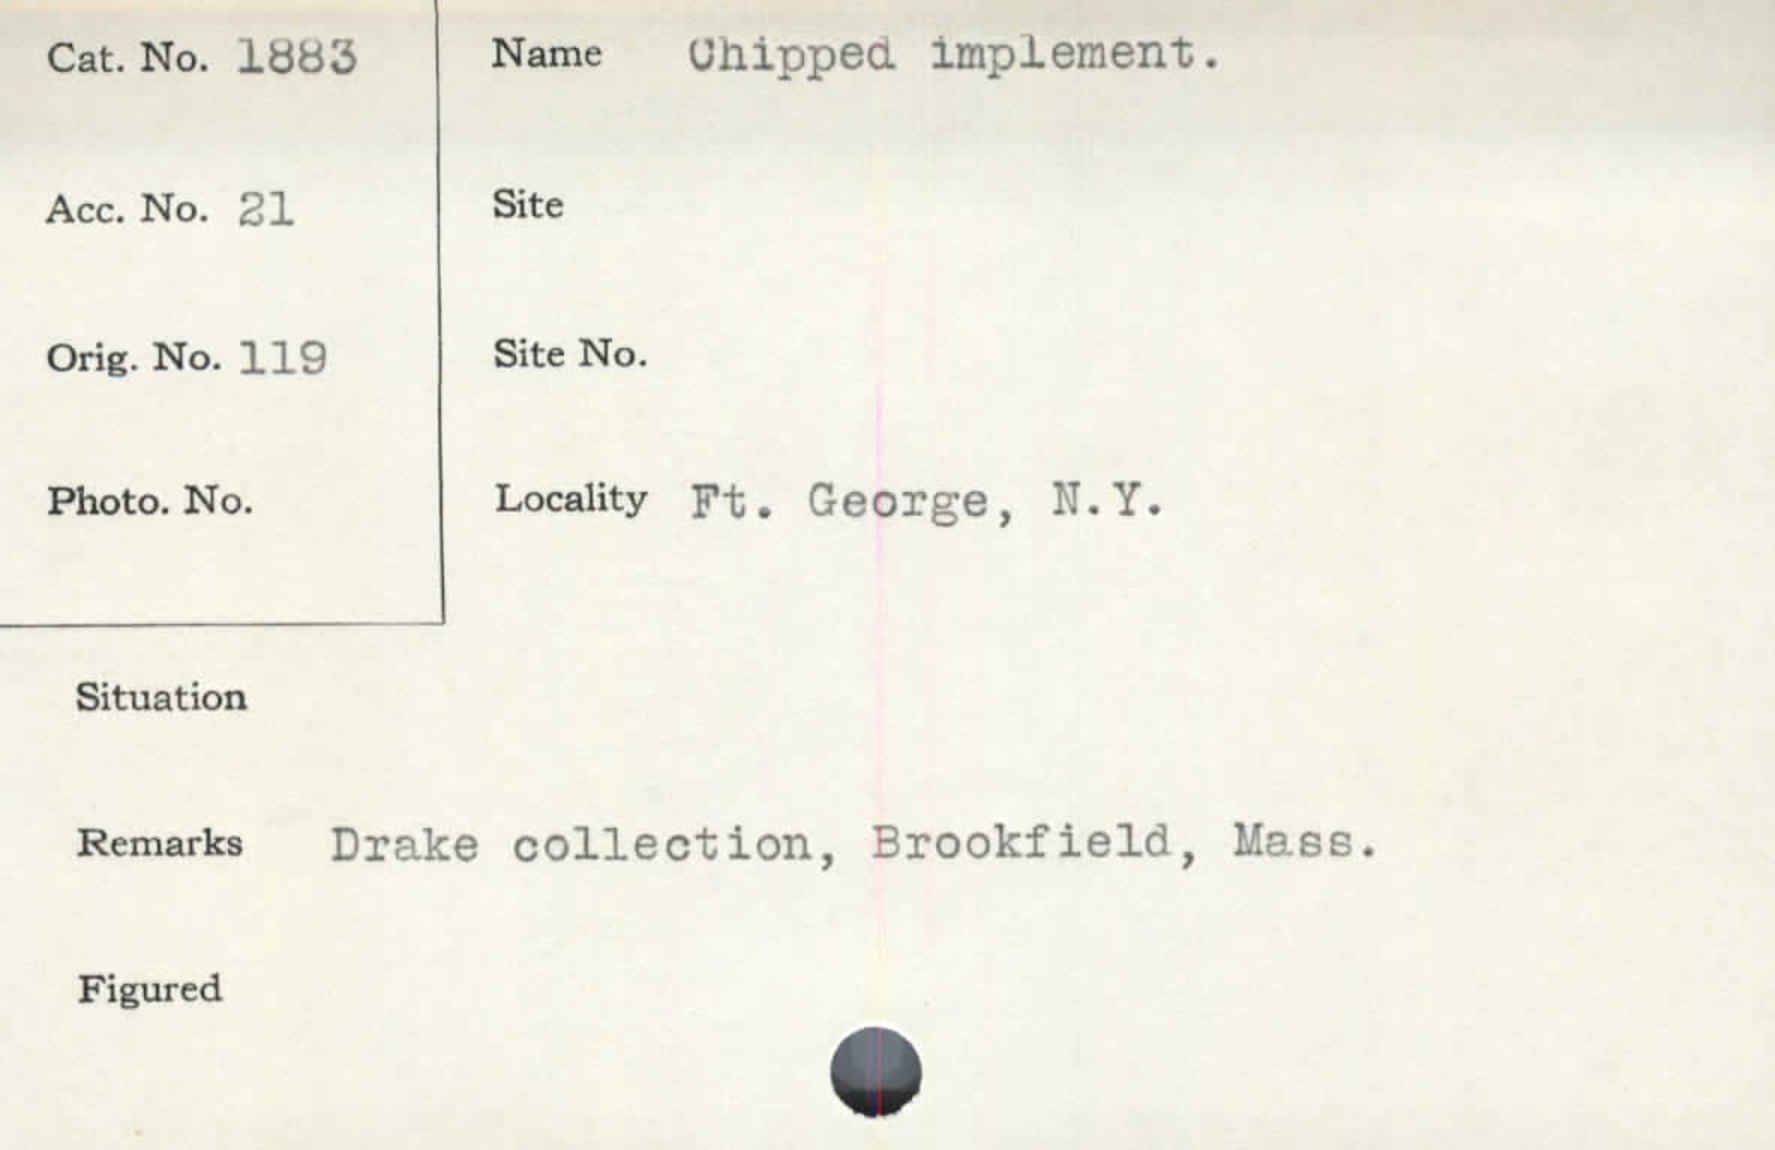 Cat. No. 1883
Name Chipped implement.
Acc. No. 21
Site
Orig. No. 119
Site No.
Photo. No.
Locality Ft. George, N.Y.
Situation
Remarks Drake collection, Brookfield, Mass.
Figured